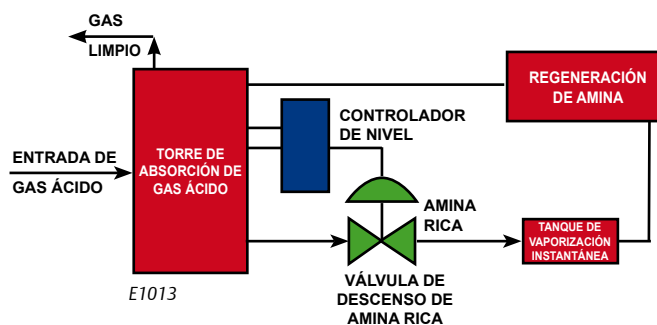 GAS
LIMPIO
REGENERACIÓN
DE AMINA
CONTROLADOR
DE NIVEL
ENTRADA DE
GAS ÁCIDO
TORRE DE
ABSORCIÓN DE
GAS ÁCIDO
AMINA
RICA
TANQUE DE
VAPORIZACIÓN
INSTANTÁNEA
VÁLVULA DE
DESCENSO DE
AMINA RICA
E1013